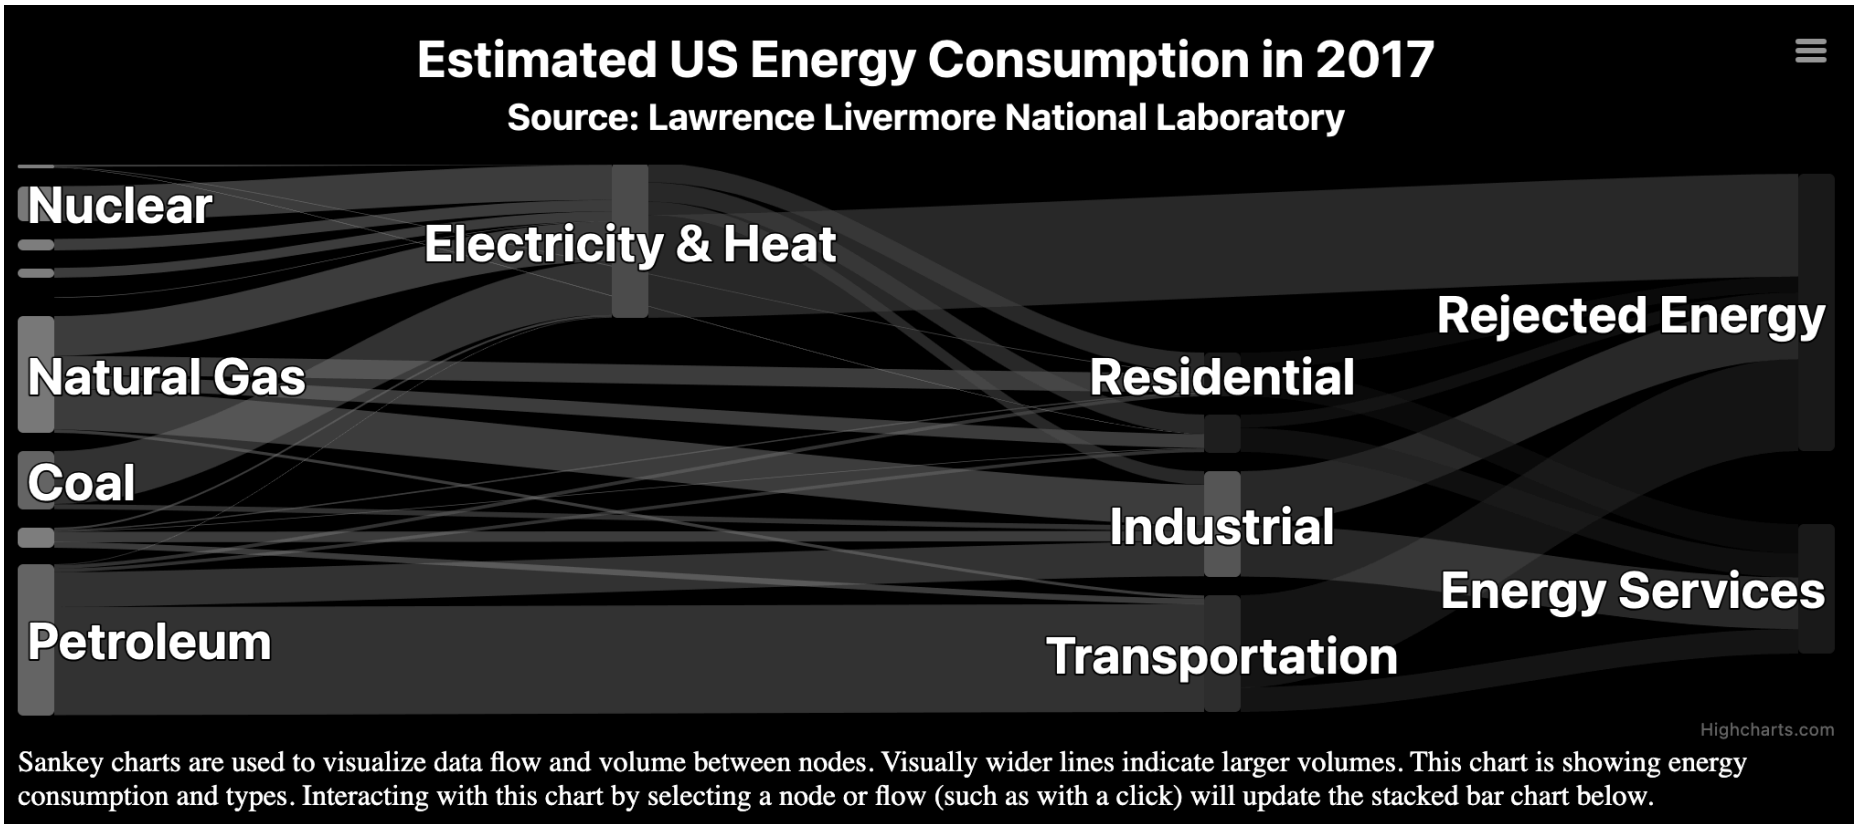 Estimated US Energy Consumption in 2017
Source: Lawrence Livermore National Laboratory
Nuclear
Electricity & Heat
Rejected Energy
Natural Gas
Residential
Coal
Industrial
Energy Services
Petroleum
Transportation
Highcharts.com
Sankey charts are used to visualize data flow and volume between nodes. Visually wider lines indicate larger volumes. This chart is showing energy
consumption and types. Interacting with this chart by selecting a node or flow (such as with a click) will update the stacked bar chart below.